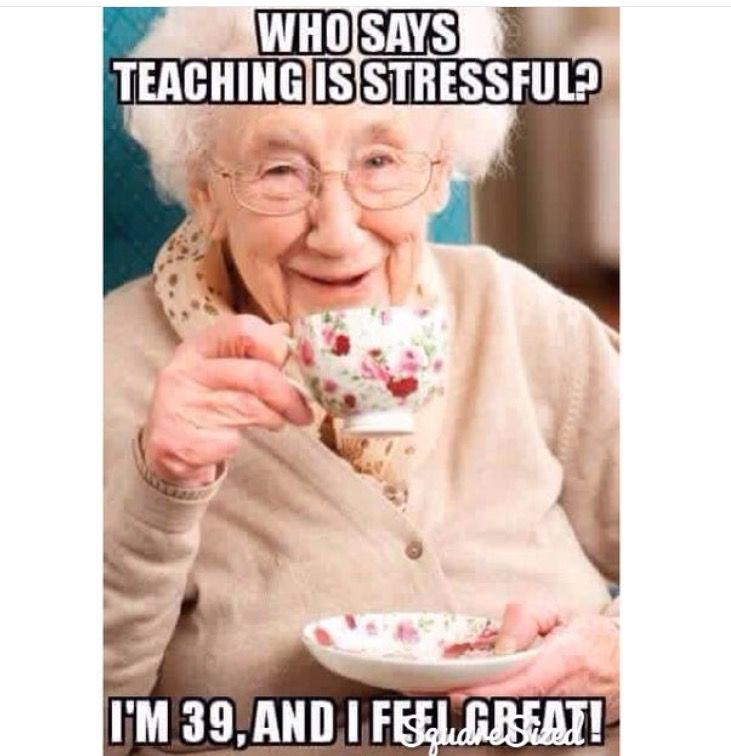 WHO SAYS
TEACHING IS STRESSFUL?
I'M 39, AND I FEEL GREAT!
SquareSized